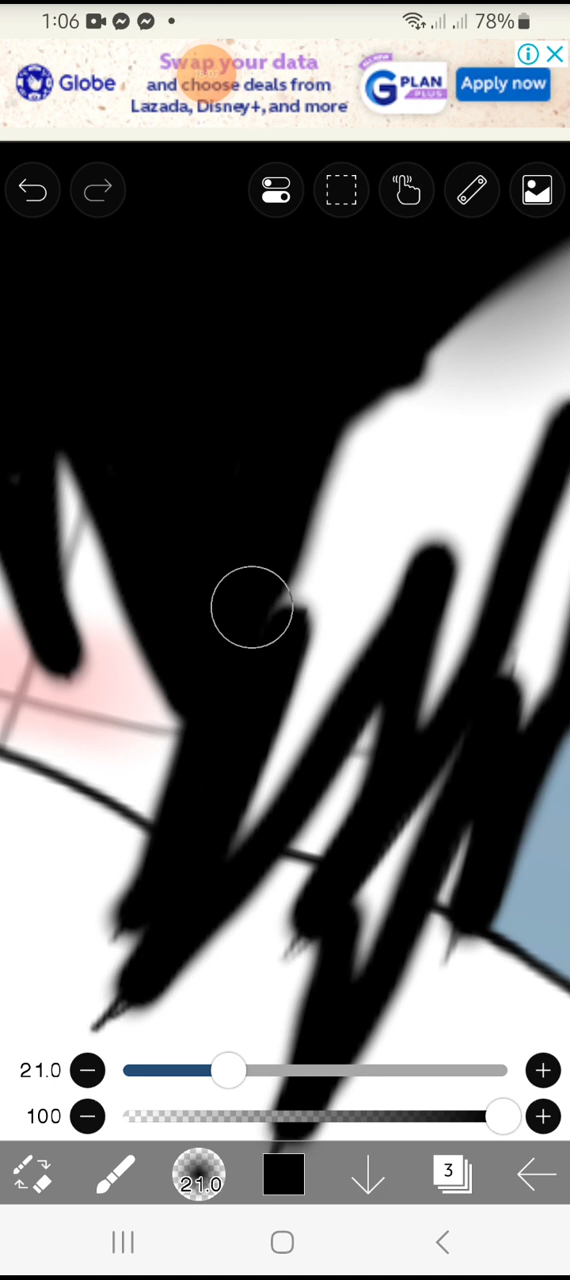 1:06
78%
Globe
Swap your data
and choose deals from
Lazada, Disney+, and more
G PLAN
PLUS
Apply now
21.0
100
21.0
3